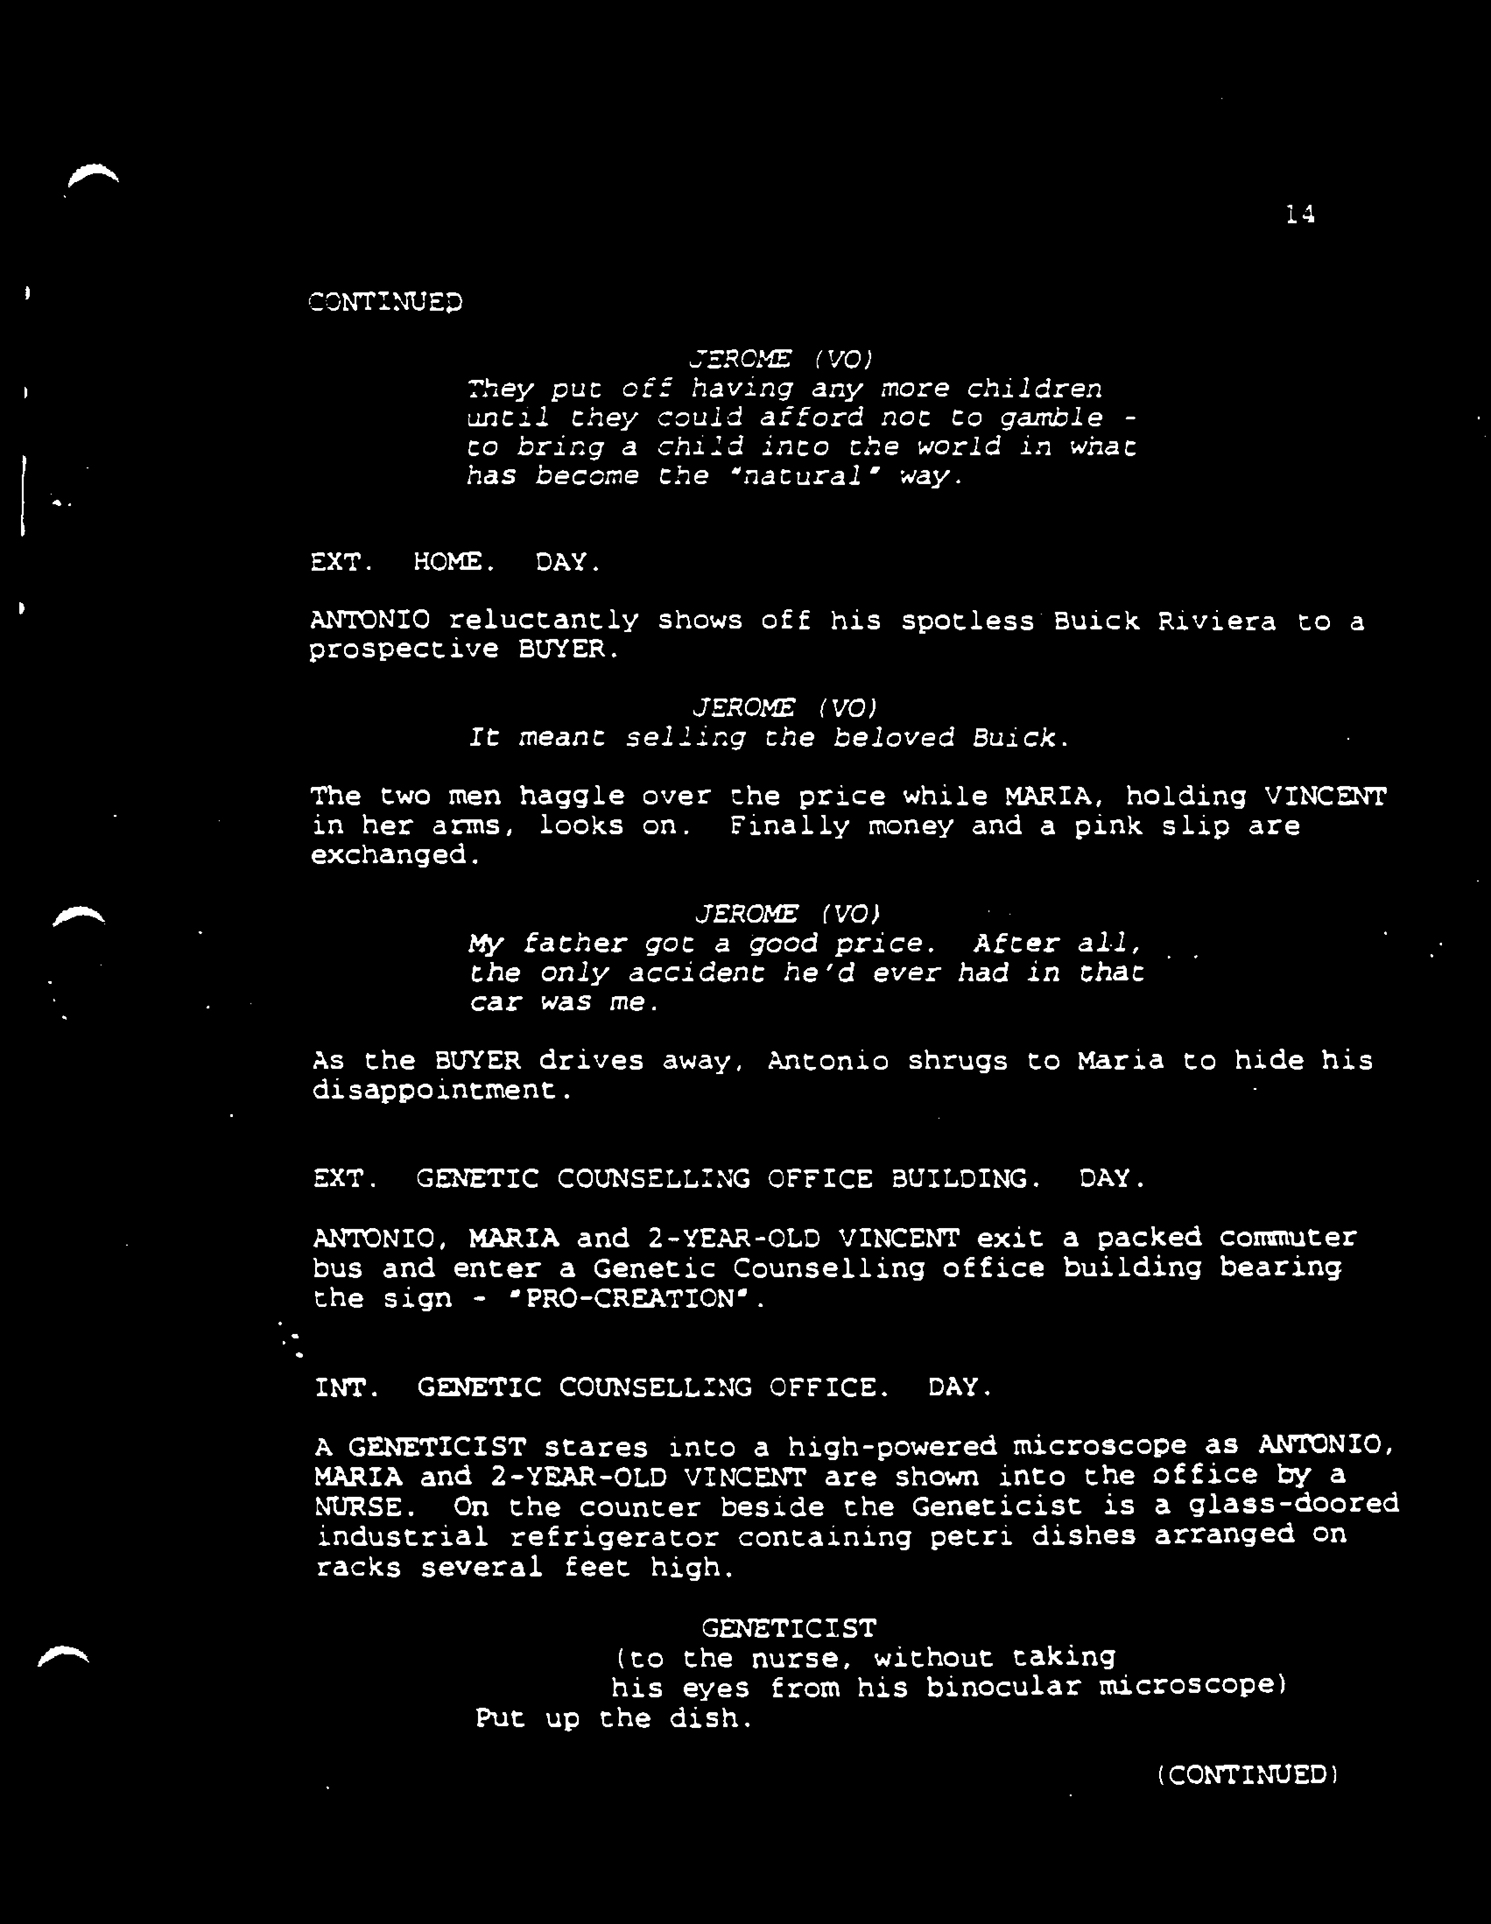 14
CONTINUED
JEROME (VO)
They put off having any more children
until they could afford not to gamble -
to bring a child into the world in what
has become the "natural" way.
EXT. HOME. DAY.
ANTONIO reluctantly shows off his spotless Buick Riviera to a
prospective BUYER.
JEROME (VO)
It meant selling the beloved Buick.
The two men haggle over the price while MARIA, holding VINCENT
in her arms, looks on. Finally money and a pink slip are
exchanged.
JEROME (VO)
My father got a good price. After all,
the only accident he'd ever had in that
car was me.
As the BUYER drives away, Antonio shrugs to Maria to hide his
disappointment.
EXT. GENETIC COUNSELLING OFFICE BUILDING. DAY.
ANTONIO, MARIA and 2-YEAR-OLD VINCENT exit a packed commuter
bus and enter a Genetic Counselling office building bearing
the sign - "PRO-CREATION".
INT. GENETIC COUNSELLING OFFICE. DAY.
A GENETICIST stares into a high-powered microscope as ANTONIO,
MARIA and 2-YEAR-OLD VINCENT are shown into the office by a
NURSE. On the counter beside the Geneticist is a glass-doored
industrial refrigerator containing petri dishes arranged on
racks several feet high.
GENETICIST
(to the nurse, without taking
his eyes from his binocular microscope)
Put up the dish.
(CONTINUED)